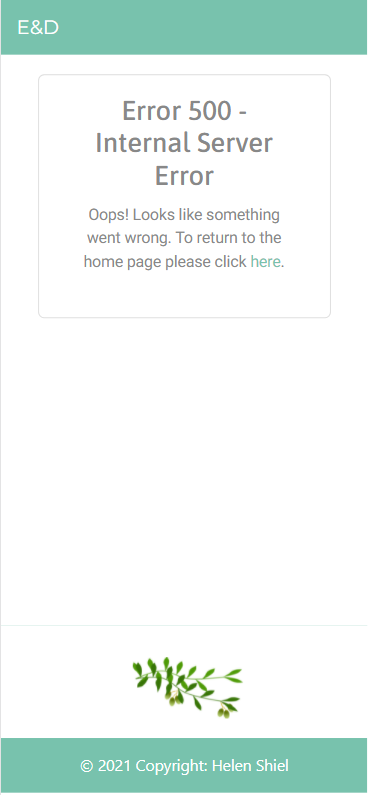 E&D
Error 500 -
Internal Server
Error
Oops! Looks like something
went wrong. To return to the
home page please click here.
© 2021 Copyright: Helen Shiel